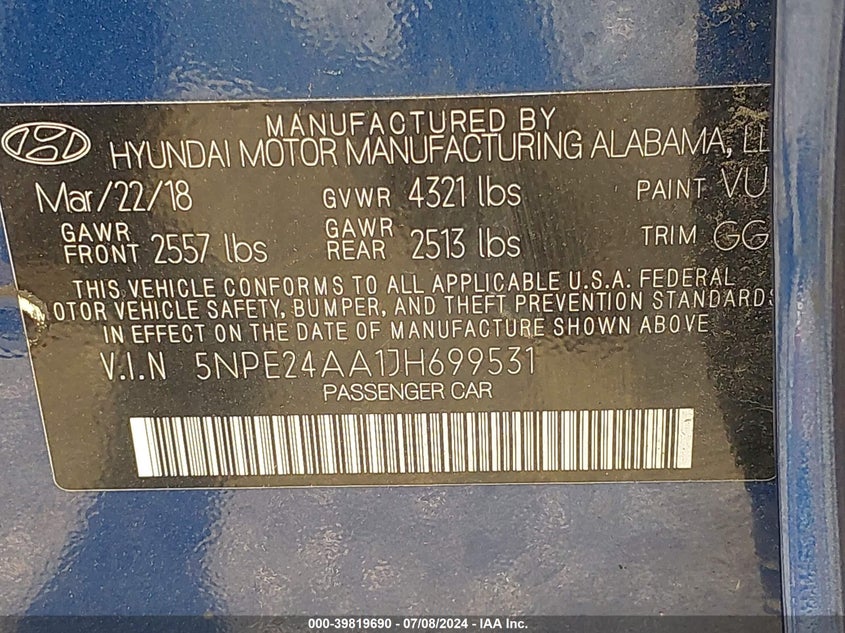 MANUFACTURED BY
HYUNDAI MOTOR MANUFACTURING ALABAMA, LL
Mar/22/18 GVWR 4321 lbs PAINT VU
GAWR FRONT 2557 lbs GAWR REAR 2513 lbs TRIM GG
THIS VEHICLE CONFORMS TO ALL APPLICABLE U.S.A. FEDERAL
OTOR VEHICLE SAFETY, BUMPER, AND THEFT PREVENTION STANDARDS
IN EFFECT ON THE DATE OF MANUFACTURE SHOWN ABOVE
V.I.N 5NPE24AA1JH699531
PASSENGER CAR
000-39819690 - 07/08/2024 - IAA Inc.